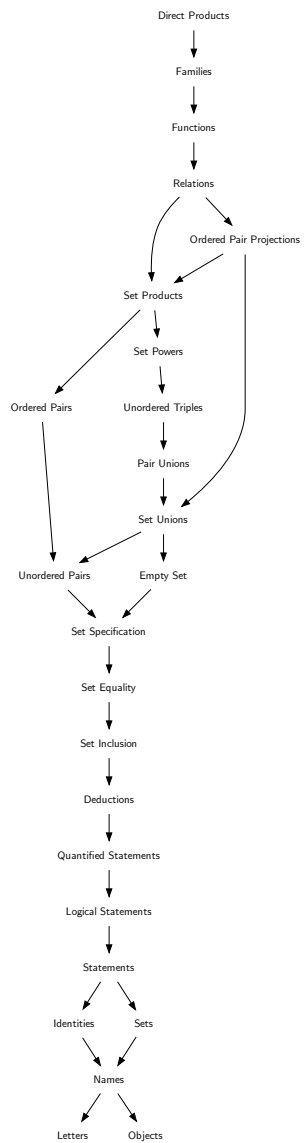 Direct Products
Families
Functions
Relations
Ordered Pair Projections
Set Products
Set Powers
Ordered Pairs
Unordered Triples
Pair Unions
Set Unions
Unordered Pairs
Empty Set
Set Specification
Set Equality
Set Inclusion
Deductions
Quantified Statements
Logical Statements
Statements
Identities
Sets
Names
Letters
Objects